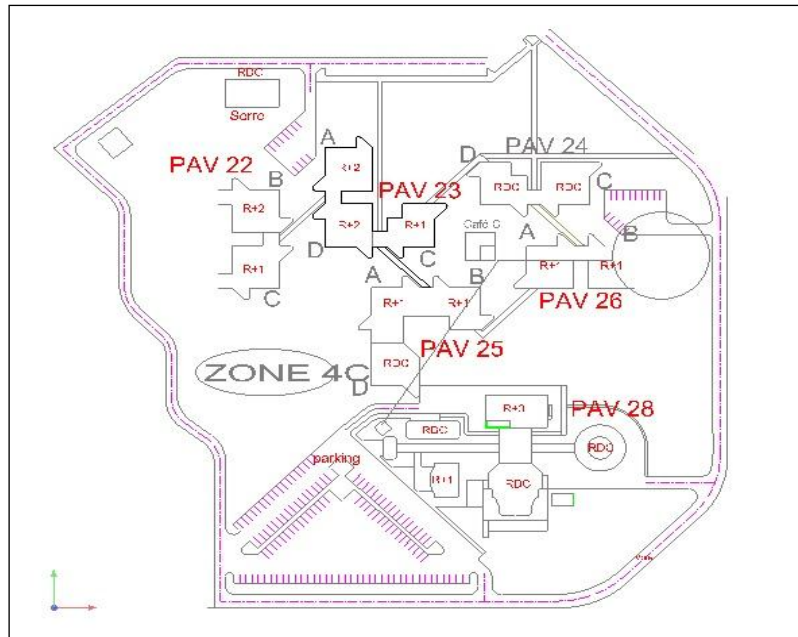 RDC
Serre
A
PAV 24
D
R+2
PAV 22
B
PAV 23
RDC
RDC
C
R+2
R+2
R+1
Café C
A
B
D
C
R+1
A
B
R+1
R+1
C
R+1
PAV 26
PAV 25
RDC
ZONE 4C
D
R+3
PAV 28
RDC
RDC
parking
R+1
RDC